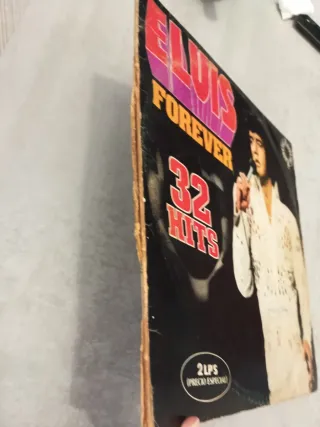 ELVIS
FOREVER
32
HITS
2 LPS
(PRECIO ESPECIAL)